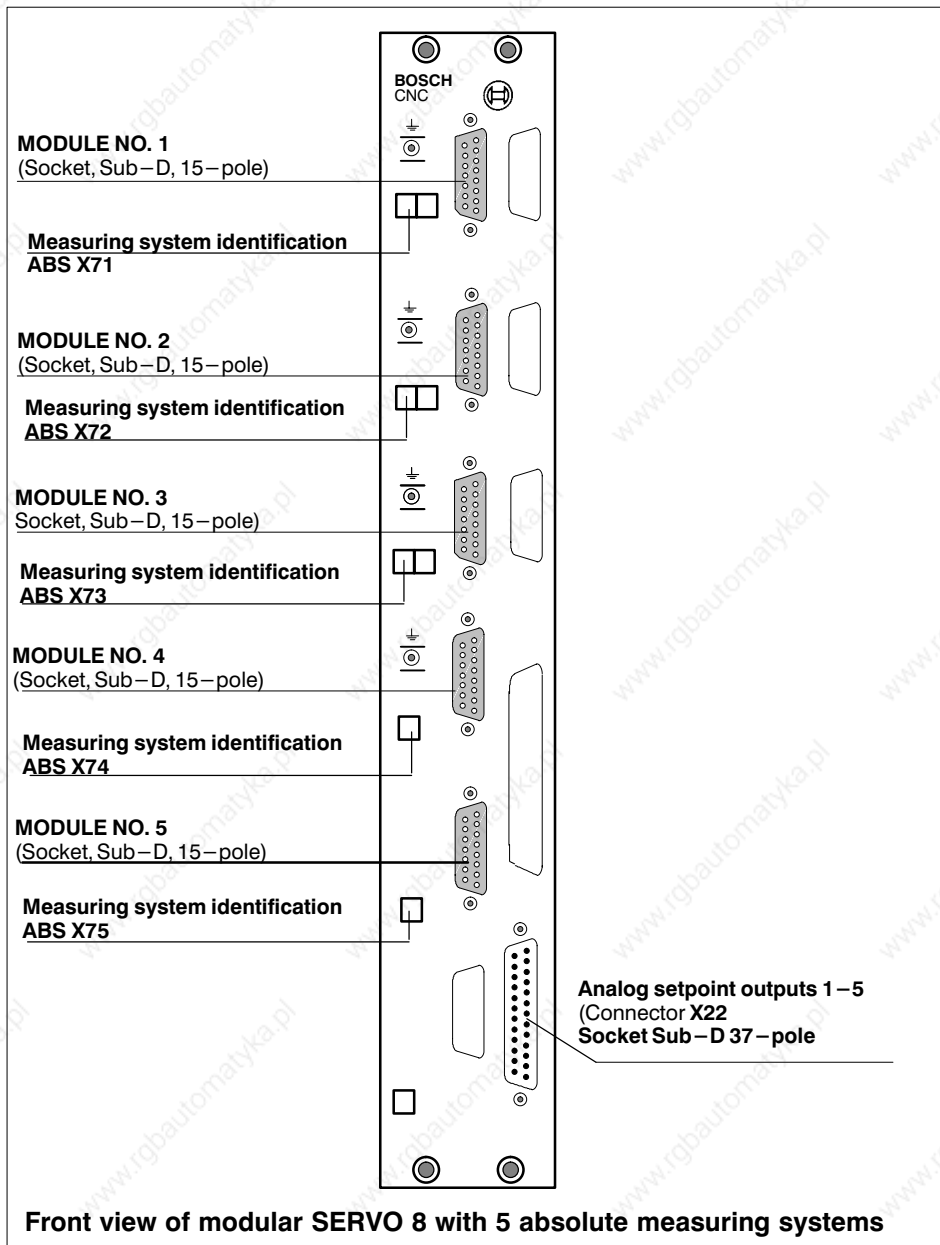 BOSCH
CNC
MODULE NO. 1
(Socket, Sub−D, 15−pole)
Measuring system identification
ABS X71
MODULE NO. 2
(Socket, Sub−D, 15−pole)
Measuring system identification
ABS X72
MODULE NO. 3
Socket, Sub−D, 15−pole)
Measuring system identification
ABS X73
MODULE NO. 4
(Socket, Sub−D, 15−pole)
Measuring system identification
ABS X74
MODULE NO. 5
(Socket, Sub−D, 15−pole)
Measuring system identification
ABS X75
Analog setpoint outputs 1−5
(Connector X22
Socket Sub−D 37−pole
Front view of modular SERVO 8 with 5 absolute measuring systems
www.rgbautomatyka.pl